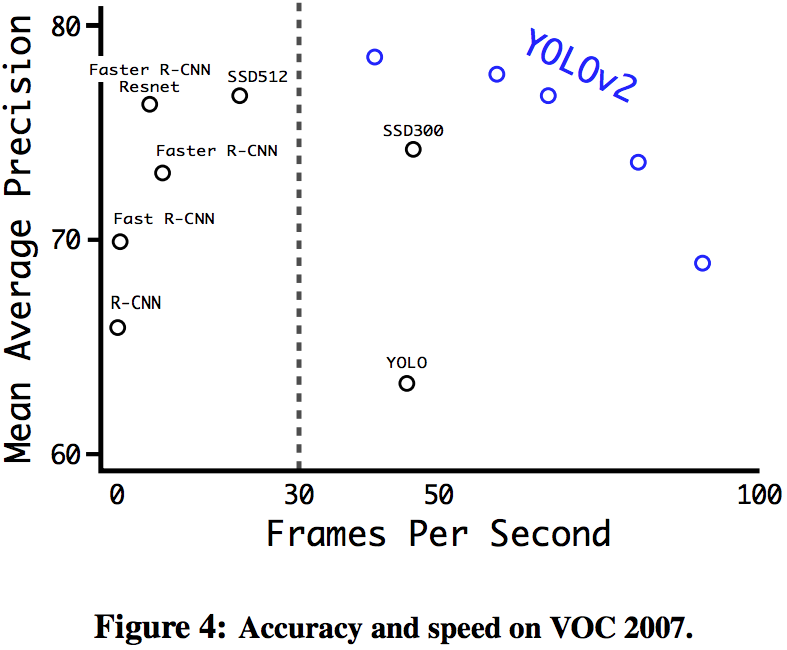 80
YOLOv2
Faster R-CNN
Resnet
SSD512
SSD300
Faster R-CNN
Mean Average Precision
Fast R-CNN
70
R-CNN
YOLO
60
0 30 50 100
Frames Per Second
Figure 4: Accuracy and speed on VOC 2007.